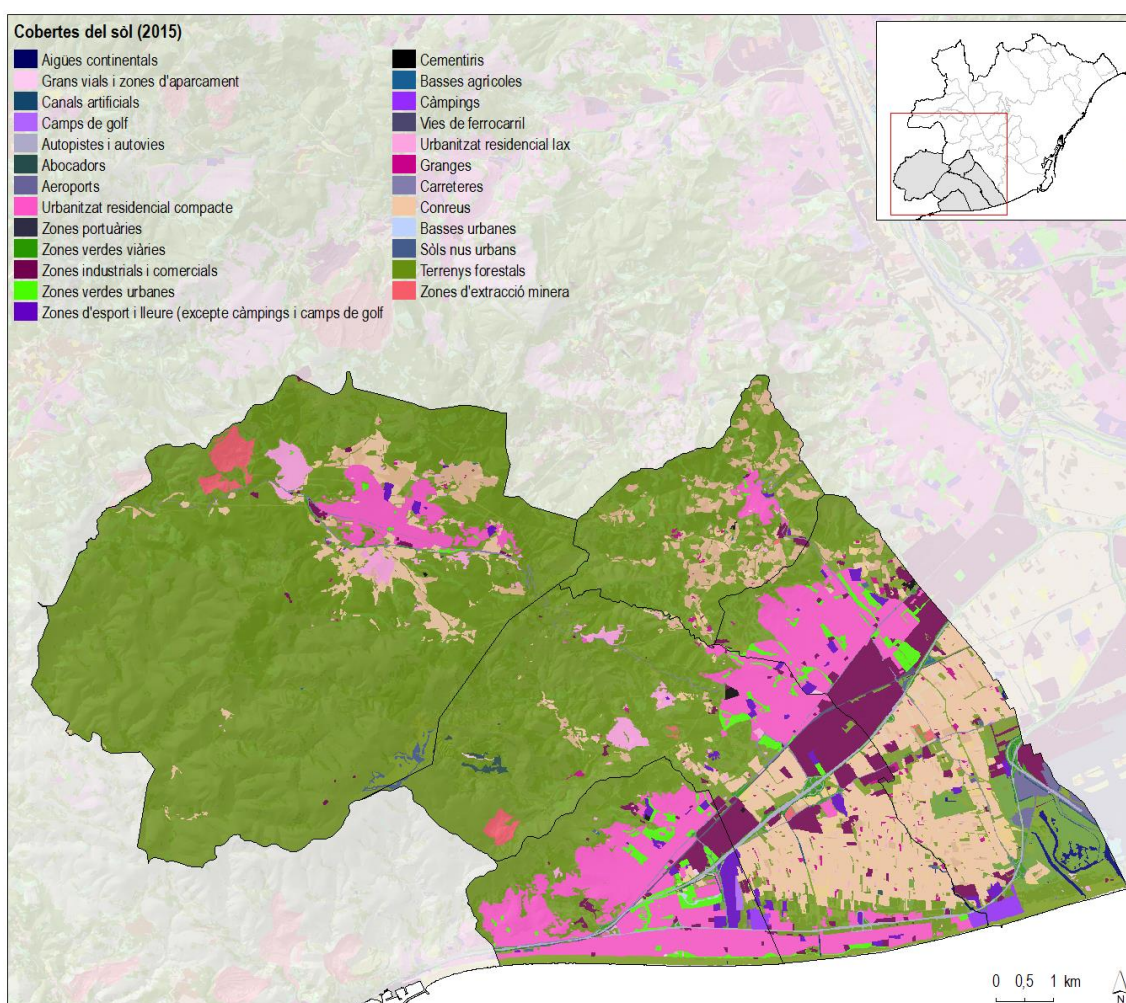 Cobertes del sòl (2015)
Aigües continentals
Grans vials i zones d'aparcament
Canals artificials
Camps de golf
Autopistes i autovies
Abocadors
Aeroports
Urbanitzat residencial compacte
Zones portuàries
Zones verdes viàries
Zones industrials i comercials
Zones verdes urbanes
Zones d'esport i lleure (excepte càmpings i camps de golf
Cementiris
Basses agrícoles
Càmpings
Vies de ferrocarril
Urbanitzat residencial lax
Granges
Carreteres
Conreus
Basses urbanes
Sòls nus urbans
Terrenys forestals
Zones d'extracció minera
0 0,5 1 km
N